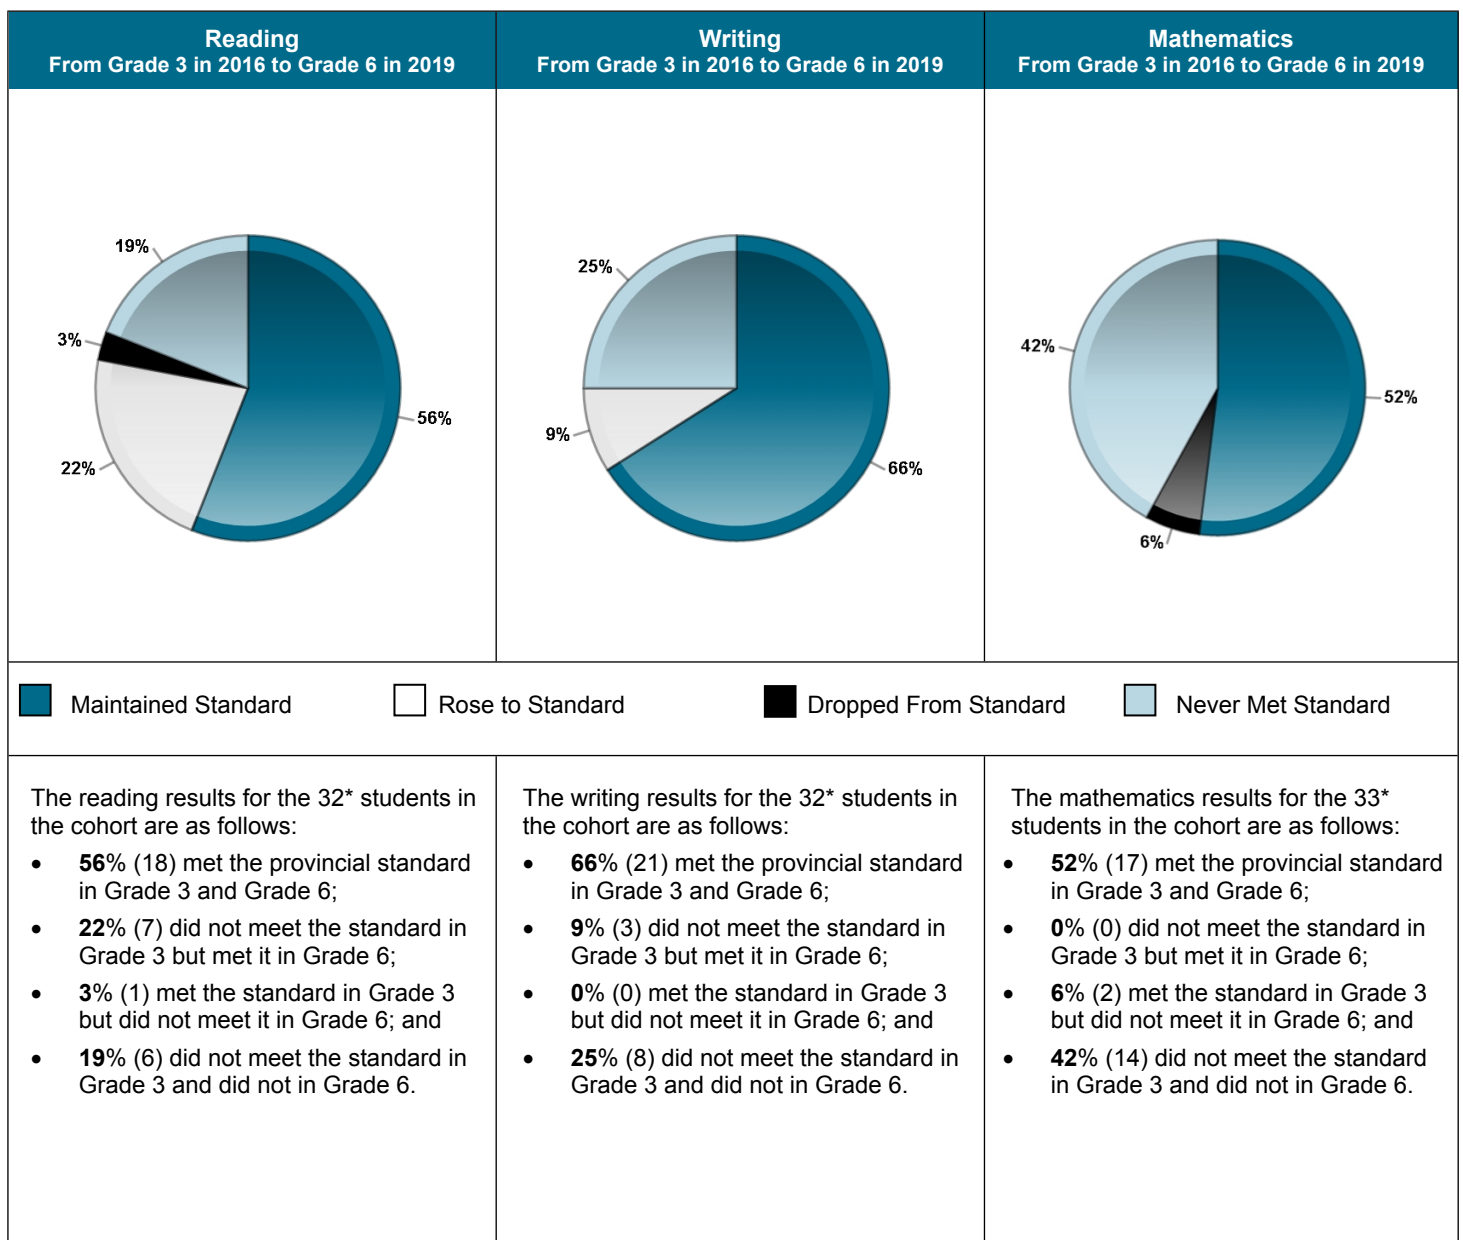 Reading
From Grade 3 in 2016 to Grade 6 in 2019
Writing
From Grade 3 in 2016 to Grade 6 in 2019
Mathematics
From Grade 3 in 2016 to Grade 6 in 2019
19%
3%
22%
56%
25%
9%
66%
42%
6%
52%
Maintained Standard
Rose to Standard
Dropped From Standard
Never Met Standard
The reading results for the 32* students in
the cohort are as follows:
• 56% (18) met the provincial standard
in Grade 3 and Grade 6;
• 22% (7) did not meet the standard in
Grade 3 but met it in Grade 6;
• 3% (1) met the standard in Grade 3
but did not meet it in Grade 6; and
• 19% (6) did not meet the standard in
Grade 3 and did not in Grade 6.
The writing results for the 32* students in
the cohort are as follows:
• 66% (21) met the provincial standard
in Grade 3 and Grade 6;
• 9% (3) did not meet the standard in
Grade 3 but met it in Grade 6;
• 0% (0) met the standard in Grade 3
but did not meet it in Grade 6; and
• 25% (8) did not meet the standard in
Grade 3 and did not in Grade 6.
The mathematics results for the 33*
students in the cohort are as follows:
• 52% (17) met the provincial standard
in Grade 3 and Grade 6;
• 0% (0) did not meet the standard in
Grade 3 but met it in Grade 6;
• 6% (2) met the standard in Grade 3
but did not meet it in Grade 6; and
• 42% (14) did not meet the standard
in Grade 3 and did not in Grade 6.